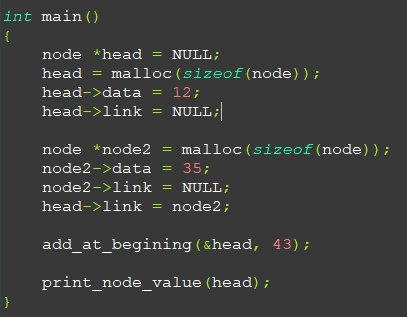 int main()
{
    node *head = NULL;
    head = malloc(sizeof(node));
    head->data = 12;
    head->link = NULL;

    node *node2 = malloc(sizeof(node));
    node2->data = 35;
    node2->link = NULL;
    head->link = node2;

    add_at_begining(&head, 43);

    print_node_value(head);
}